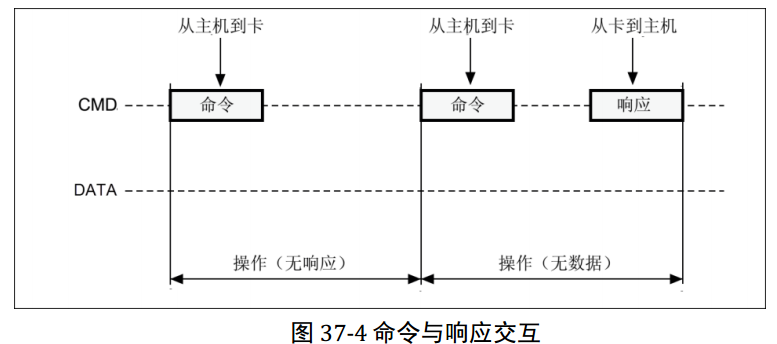 从主机到卡 从主机到卡 从卡到主机
CMD 命令 命令 响应
DATA
操作（无响应） 操作（无数据）
图 37-4 命令与响应交互